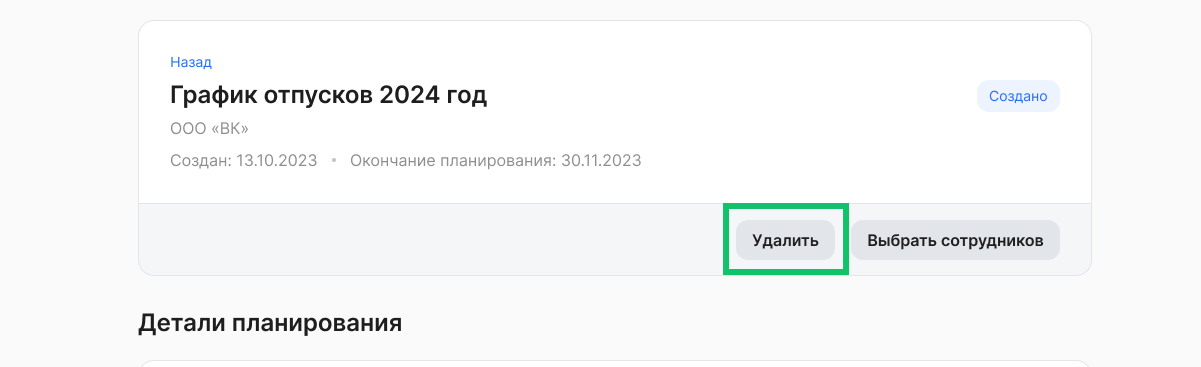 Назад
График отпусков 2024 год
Создано
ООО «ВК»
Создан: 13.10.2023 • Окончание планирования: 30.11.2023
Удалить Выбрать сотрудников
Детали планирования